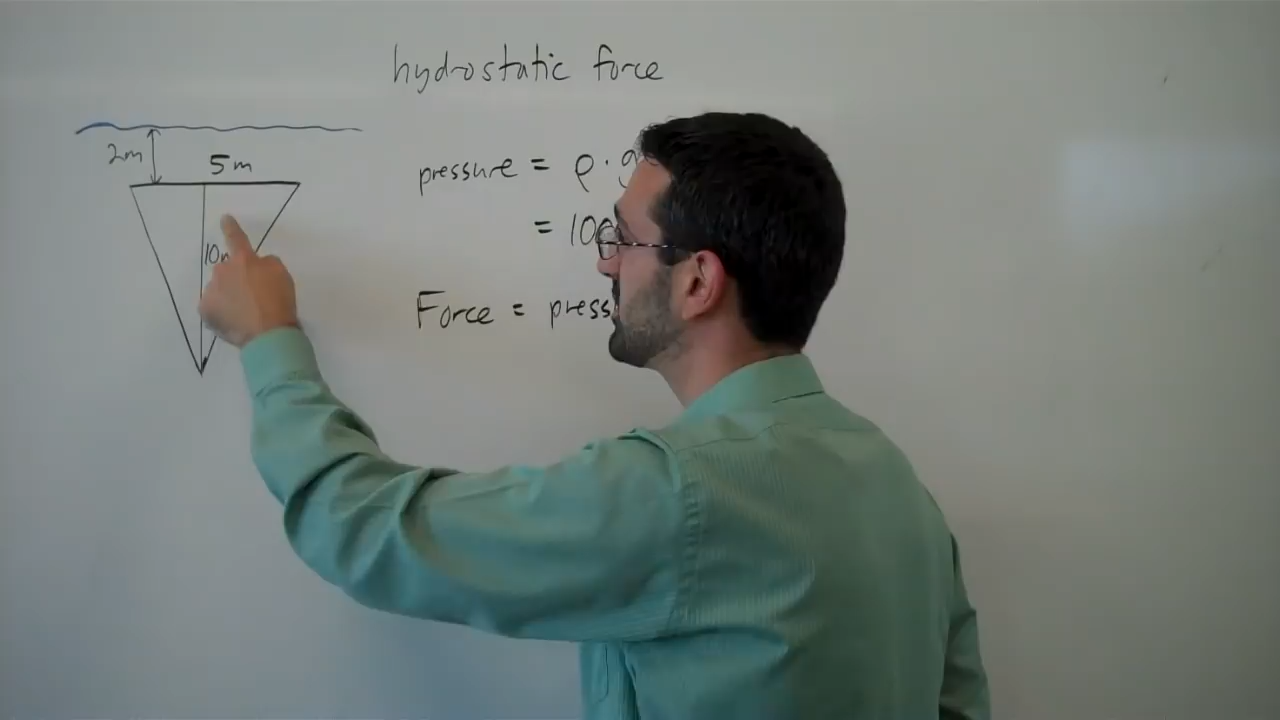 hydrostatic force
2m
5m
pressure = ρ · g
= 100
10m
Force = press